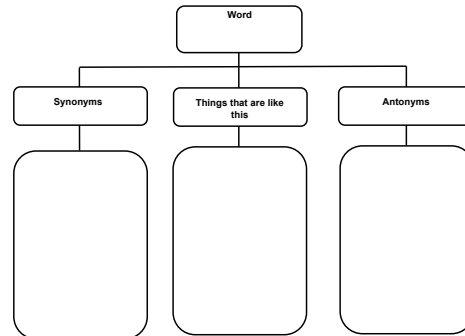 Word
Synonyms
Things that are like
this
Antonyms